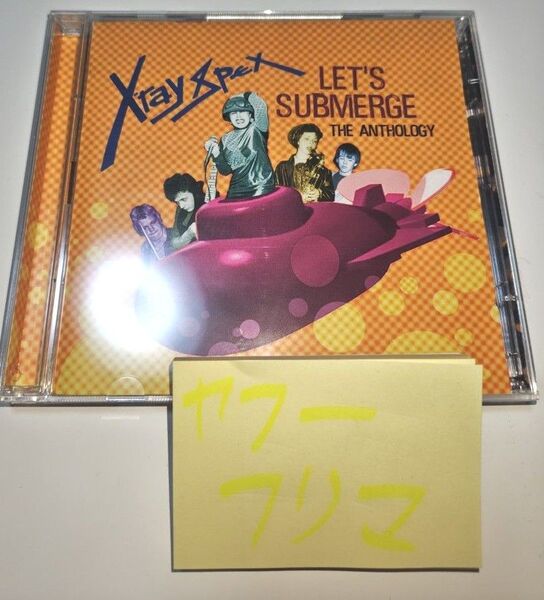 X-ray Spex
LET'S
SUBMERGE
THE ANTHOLOGY
ヤフー
フリマ